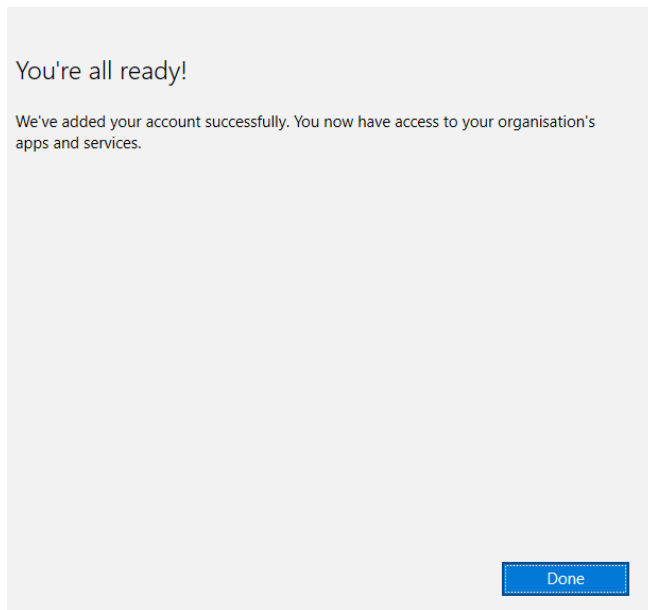 You're all ready!
We've added your account successfully. You now have access to your organisation's
apps and services.
Done